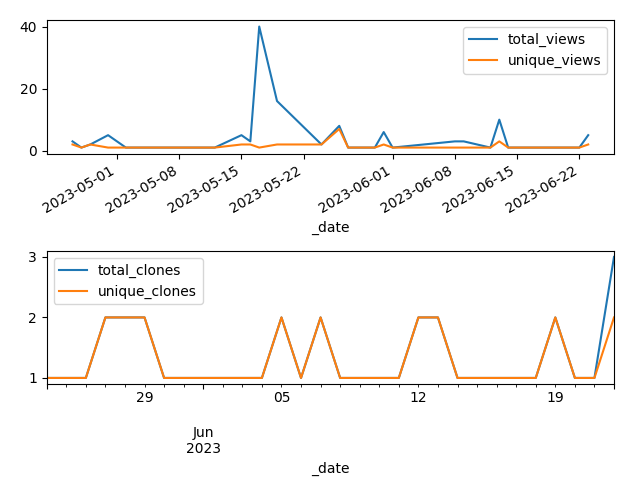 40
20
0
total_views
unique_views
2023-05-01
2023-05-08
2023-05-15
2023-05-22
2023-06-01
2023-06-08
2023-06-15
2023-06-22
_date
3
2
1
total_clones
unique_clones
29
05
12
19
Jun
2023
_date